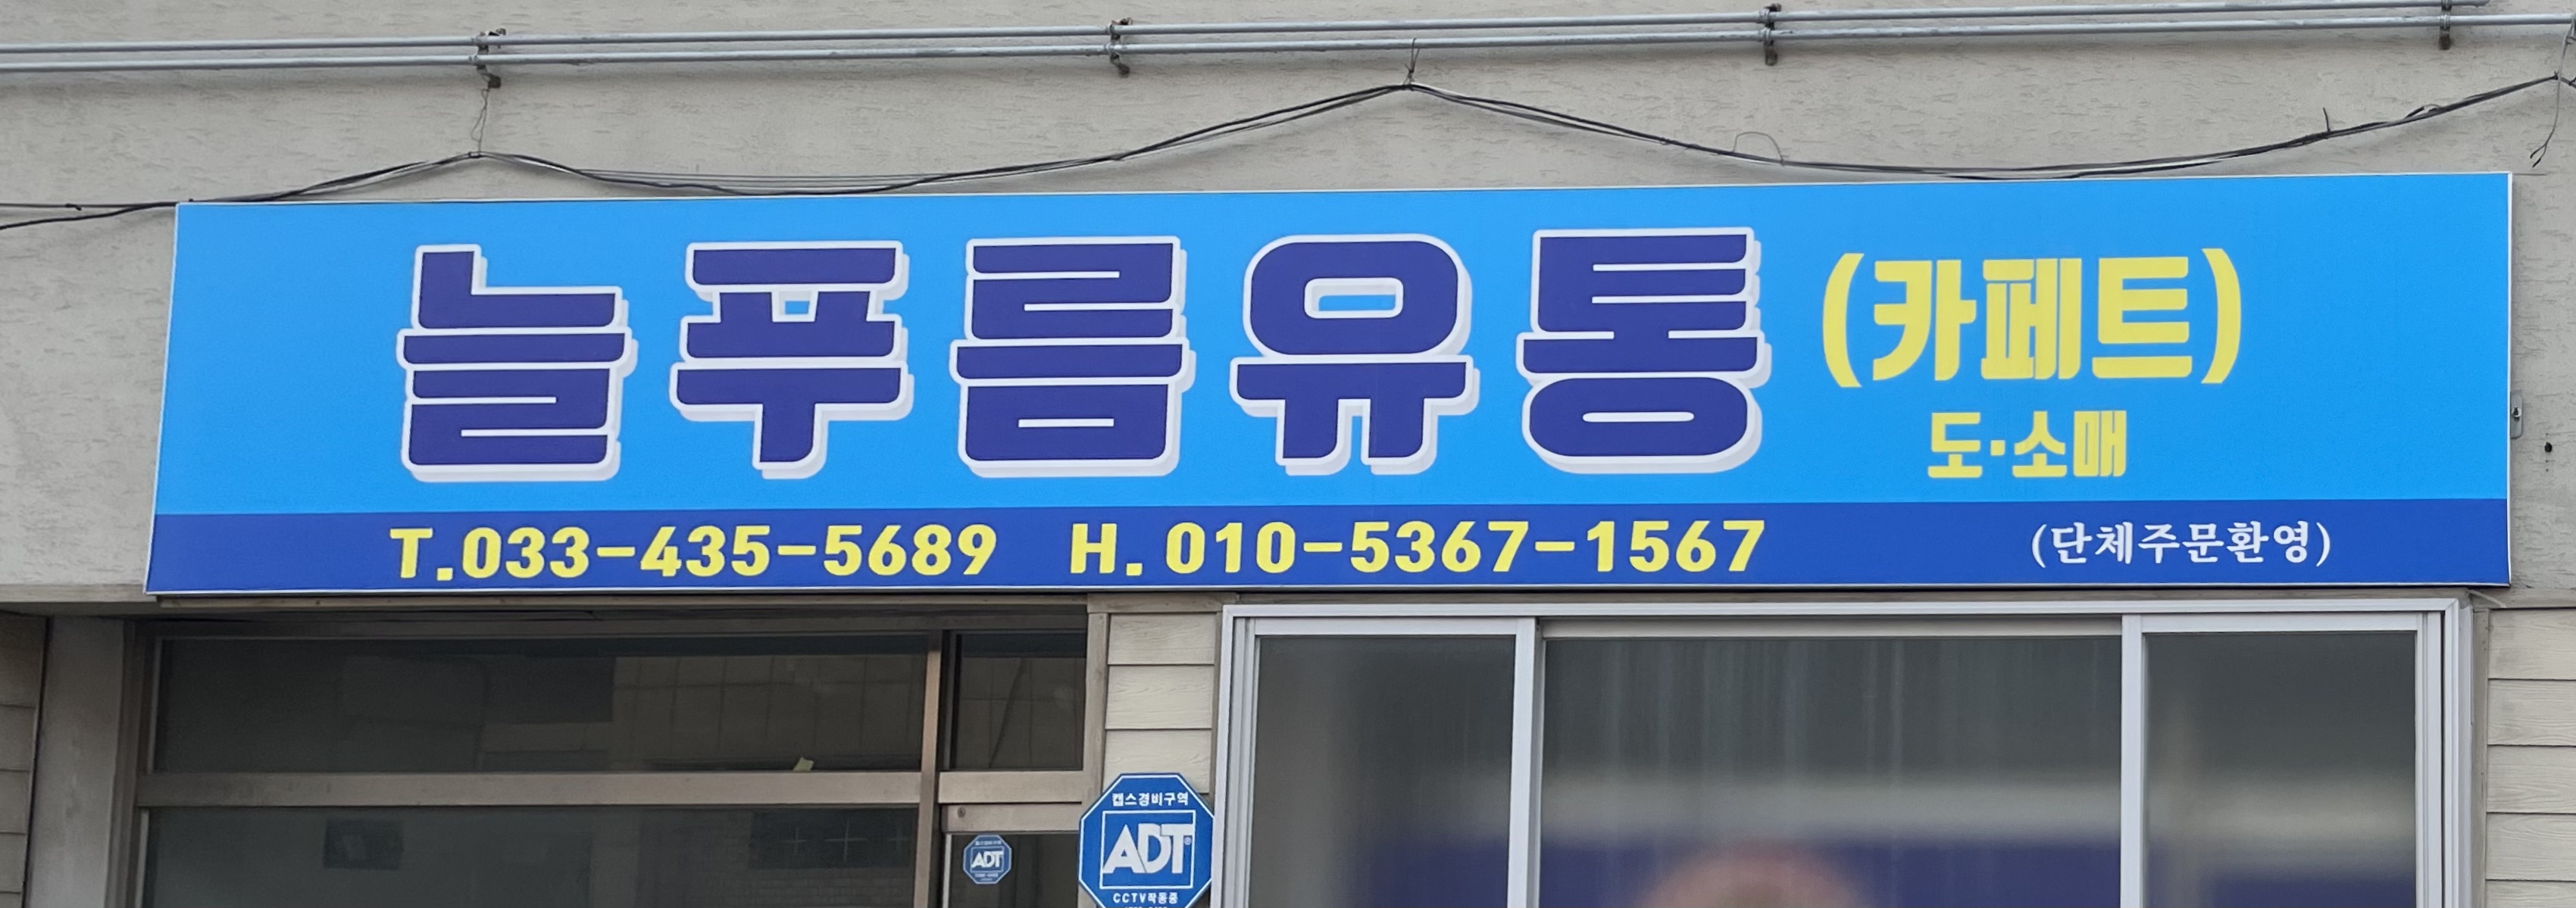 늘푸름유통 (카페트)
도·소매
T.033-435-5689 H.010-5367-1567 (단체주문환영)
캡스경비구역
ADT
CCTV작동중
ADT